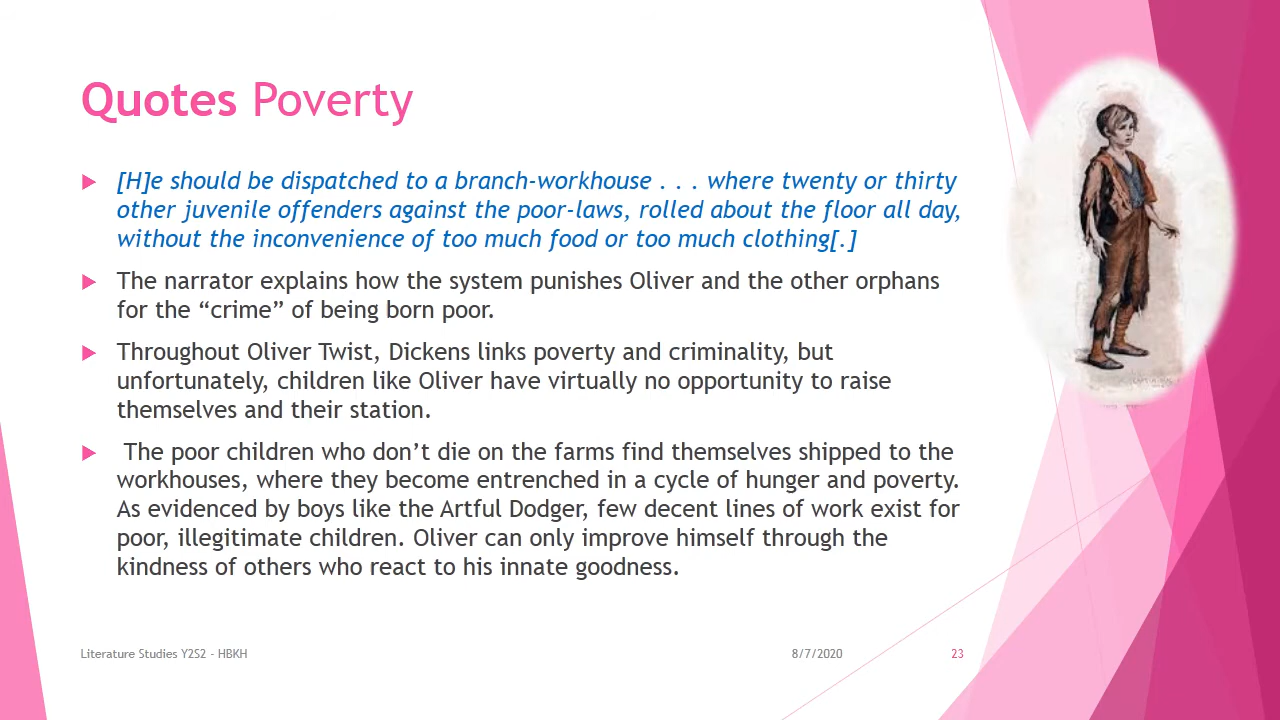 Quotes Poverty
[H]e should be dispatched to a branch-workhouse . . . where twenty or thirty
other juvenile offenders against the poor-laws, rolled about the floor all day,
without the inconvenience of too much food or too much clothing[.]
The narrator explains how the system punishes Oliver and the other orphans
for the “crime” of being born poor.
Throughout Oliver Twist, Dickens links poverty and criminality, but
unfortunately, children like Oliver have virtually no opportunity to raise
themselves and their station.
The poor children who don’t die on the farms find themselves shipped to the
workhouses, where they become entrenched in a cycle of hunger and poverty.
As evidenced by boys like the Artful Dodger, few decent lines of work exist for
poor, illegitimate children. Oliver can only improve himself through the
kindness of others who react to his innate goodness.
Literature Studies Y2S2 - HBKH
8/7/2020
23